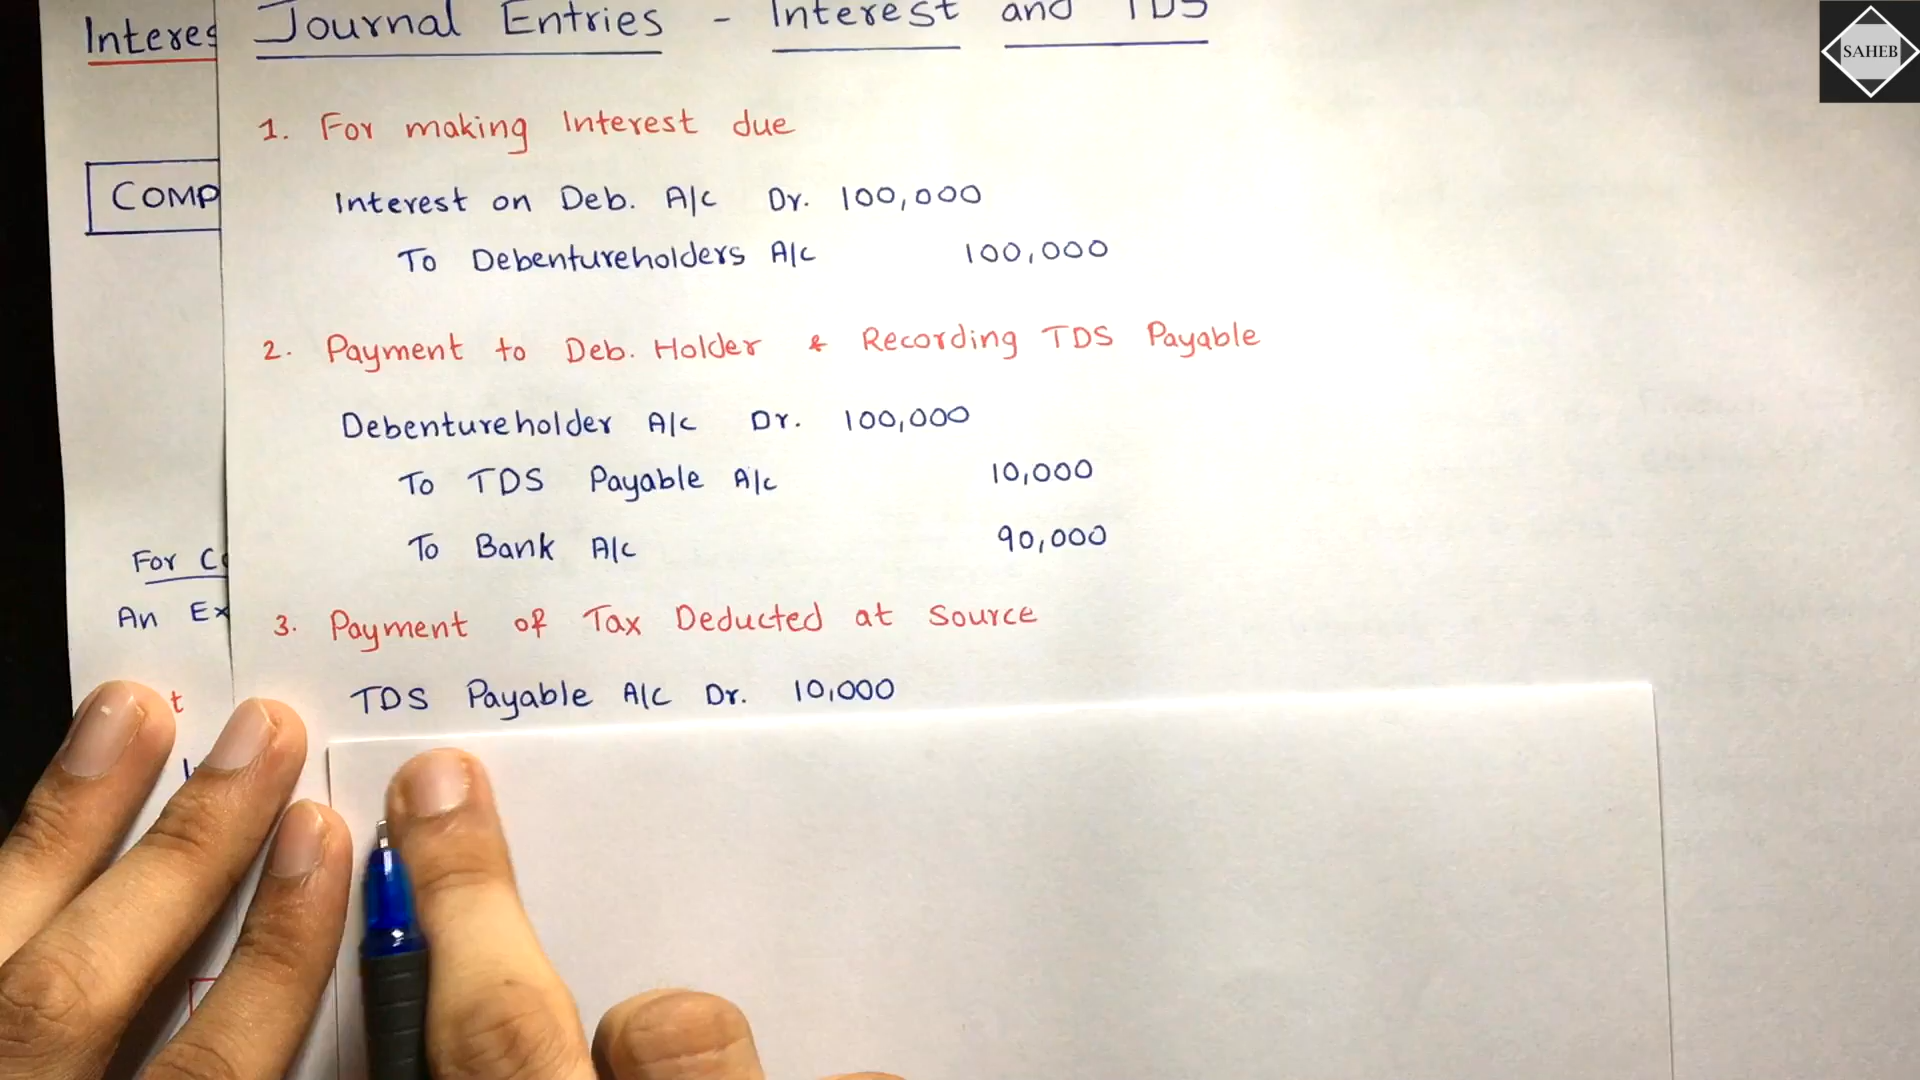 Journal Entries - Interest and TDS
1. For making Interest due
Interest on Deb. A/c Dr. 100,000
To Debentureholders A/c 100,000
2. Payment to Deb. Holder & Recording TDS Payable
Debentureholder A/c Dr. 100,000
To TDS Payable A/c 10,000
To Bank A/c 90,000
3. Payment of Tax Deducted at Source
TDS Payable A/c Dr. 10,000
Interes
COMP
For C
An Ex
t
SAHEB